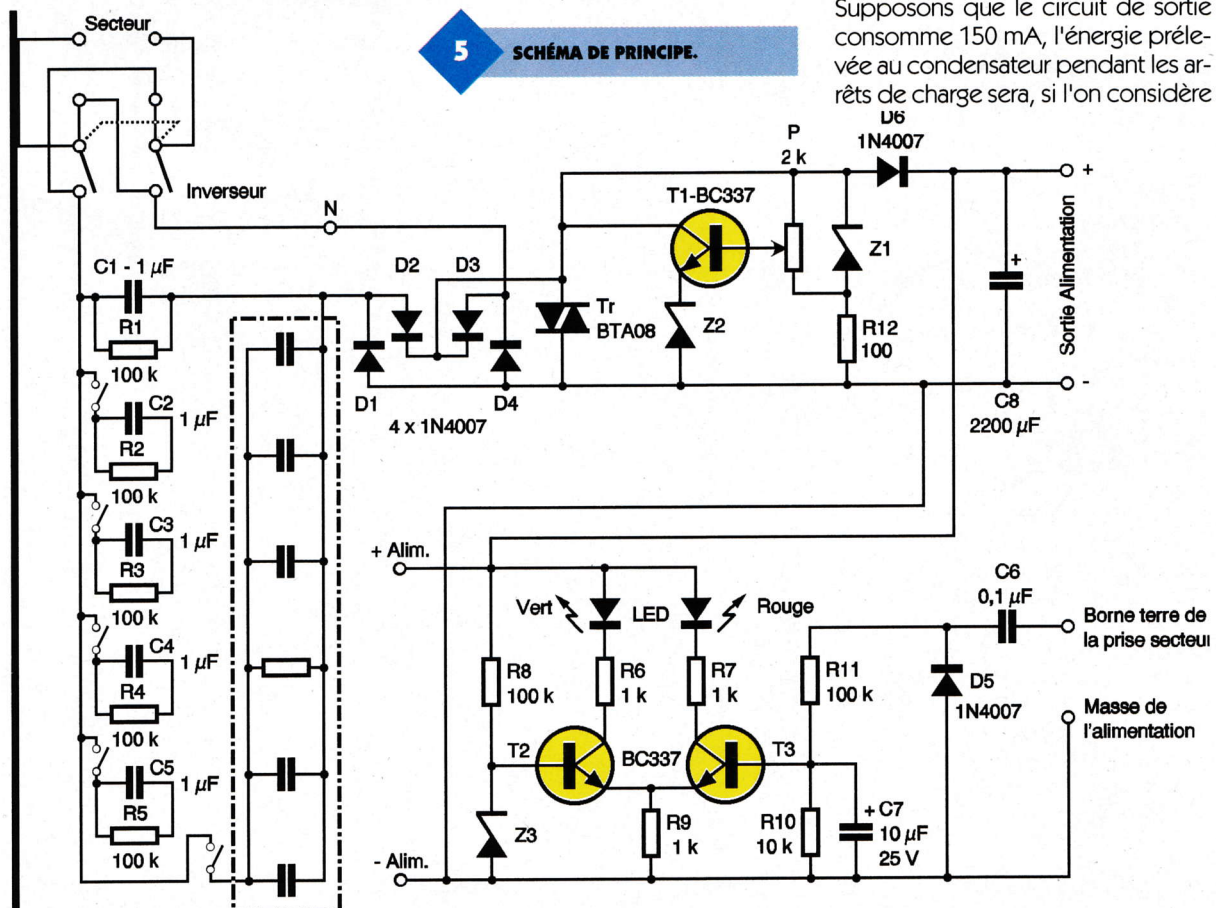 Secteur
5 SCHÉMA DE PRINCIPE.
Supposons que le circuit de sortie
consomme 150 mA, l'énergie préle-
vée au condensateur pendant les ar-
rêts de charge sera, si l'on considère
Inverseur
N
P
2 k
D6
1N4007
+
T1-BC337
Z1
C1 - 1 µF
R1
100 k
D2
D3
Tr
BTA08
Z2
R12
100
+
Sortie Alimentation
C2
1 µF
R2
100 k
D1
D4
4 x 1N4007
C8
2200 µF
-
C3
1 µF
R3
100 k
+ Alim.
Vert
LED
Rouge
C6
0,1 µF
Borne terre de
la prise secteur
C4
1 µF
R4
100 k
R8
100 k
R6
1 k
R7
1 k
R11
100 k
D5
1N4007
Masse de
l'alimentation
C5
1 µF
R5
100 k
T2
BC337
T3
Z3
R9
1 k
R10
10 k
+ C7
10 µF
25 V
- Alim.